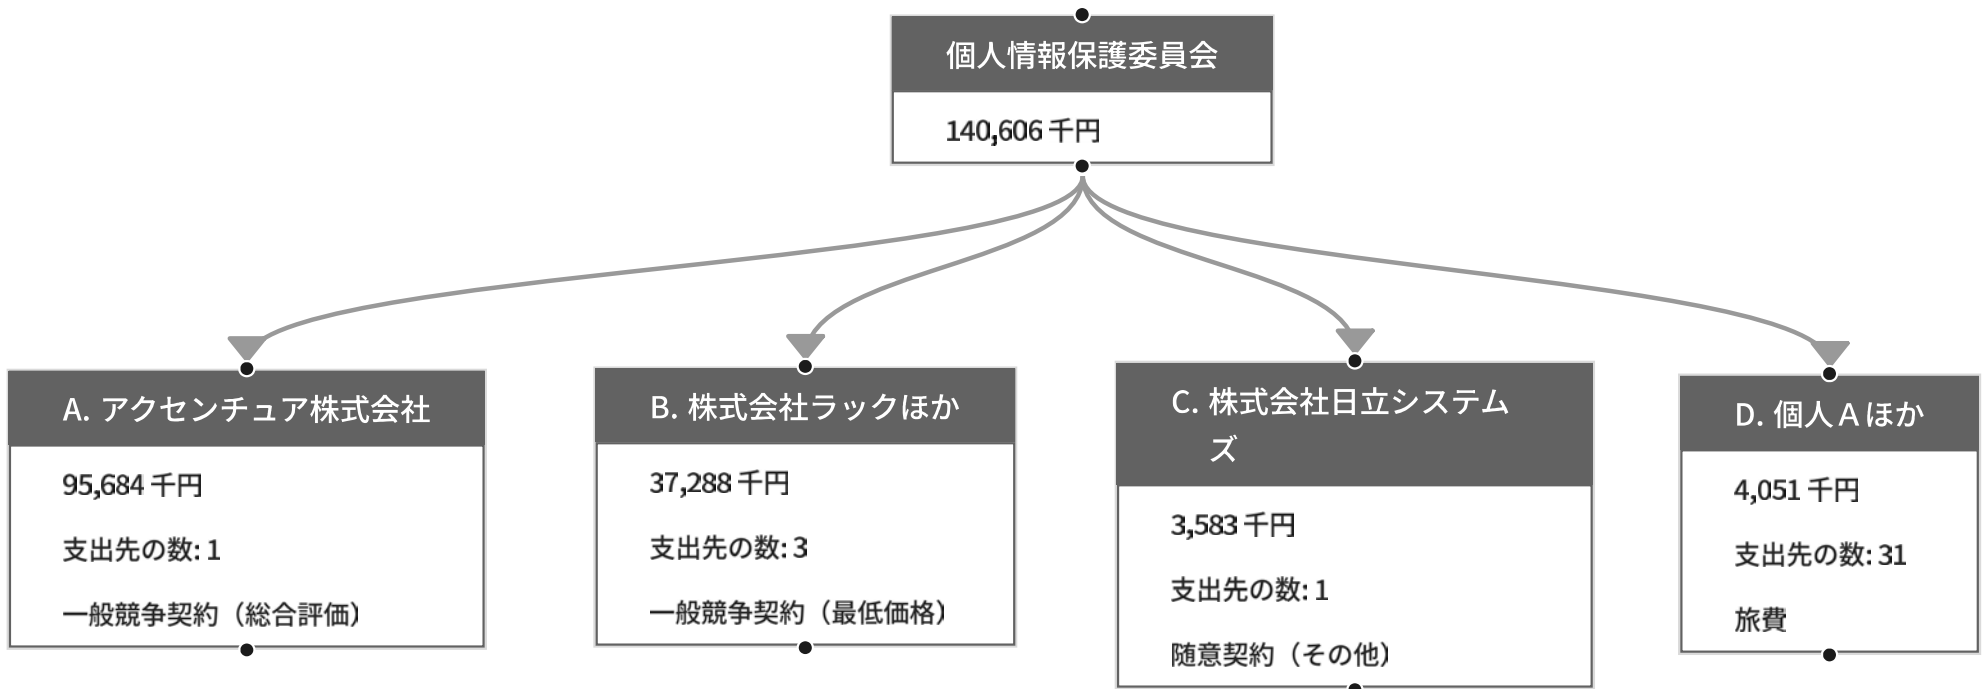 個人情報保護委員会
140,606 千円
A. アクセンチュア株式会社
95,684 千円
支出先の数: 1
一般競争契約（総合評価）
B. 株式会社ラックほか
37,288 千円
支出先の数: 3
一般競争契約（最低価格）
C. 株式会社日立システム
ズ
3,583 千円
支出先の数: 1
随意契約（その他）
D. 個人Ａほか
4,051 千円
支出先の数: 31
旅費